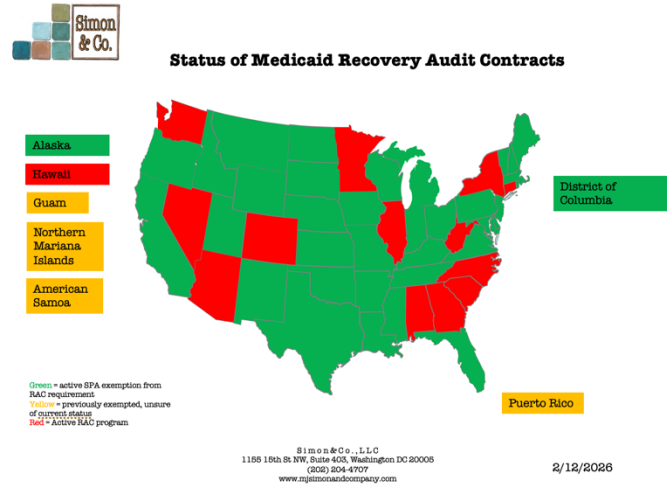 Simon
& Co.
Status of Medicaid Recovery Audit Contracts
Alaska
Hawaii
Guam
Northern
Mariana
Islands
American
Samoa
District of
Columbia
Puerto Rico
Green = active SPA exemption from
RAC requirement
Yellow = previously exempted, unsure
of current status
Red = Active RAC program
Simon&Co.,LLC
1155 15th St NW, Suite 403, Washington DC 20005
(202) 204-4707
www.mjsimonandcompany.com
2/12/2026